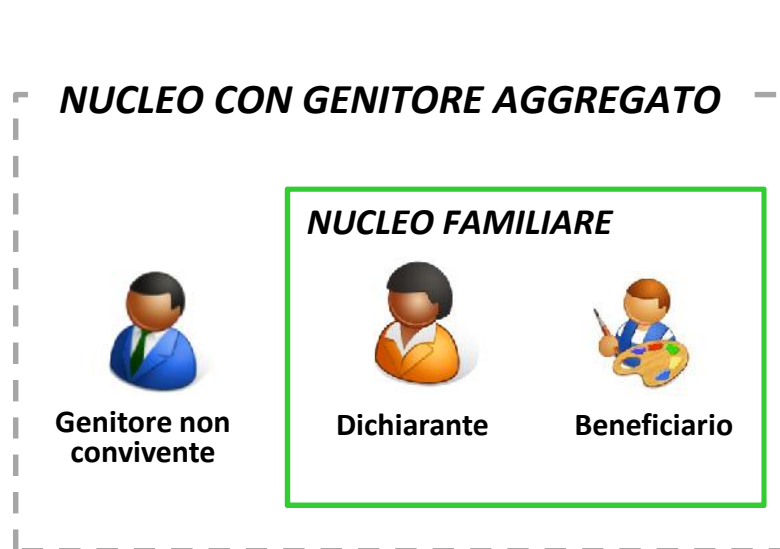 NUCLEO CON GENITORE AGGREGATO
NUCLEO FAMILIARE
Genitore non
convivente
Dichiarante
Beneficiario